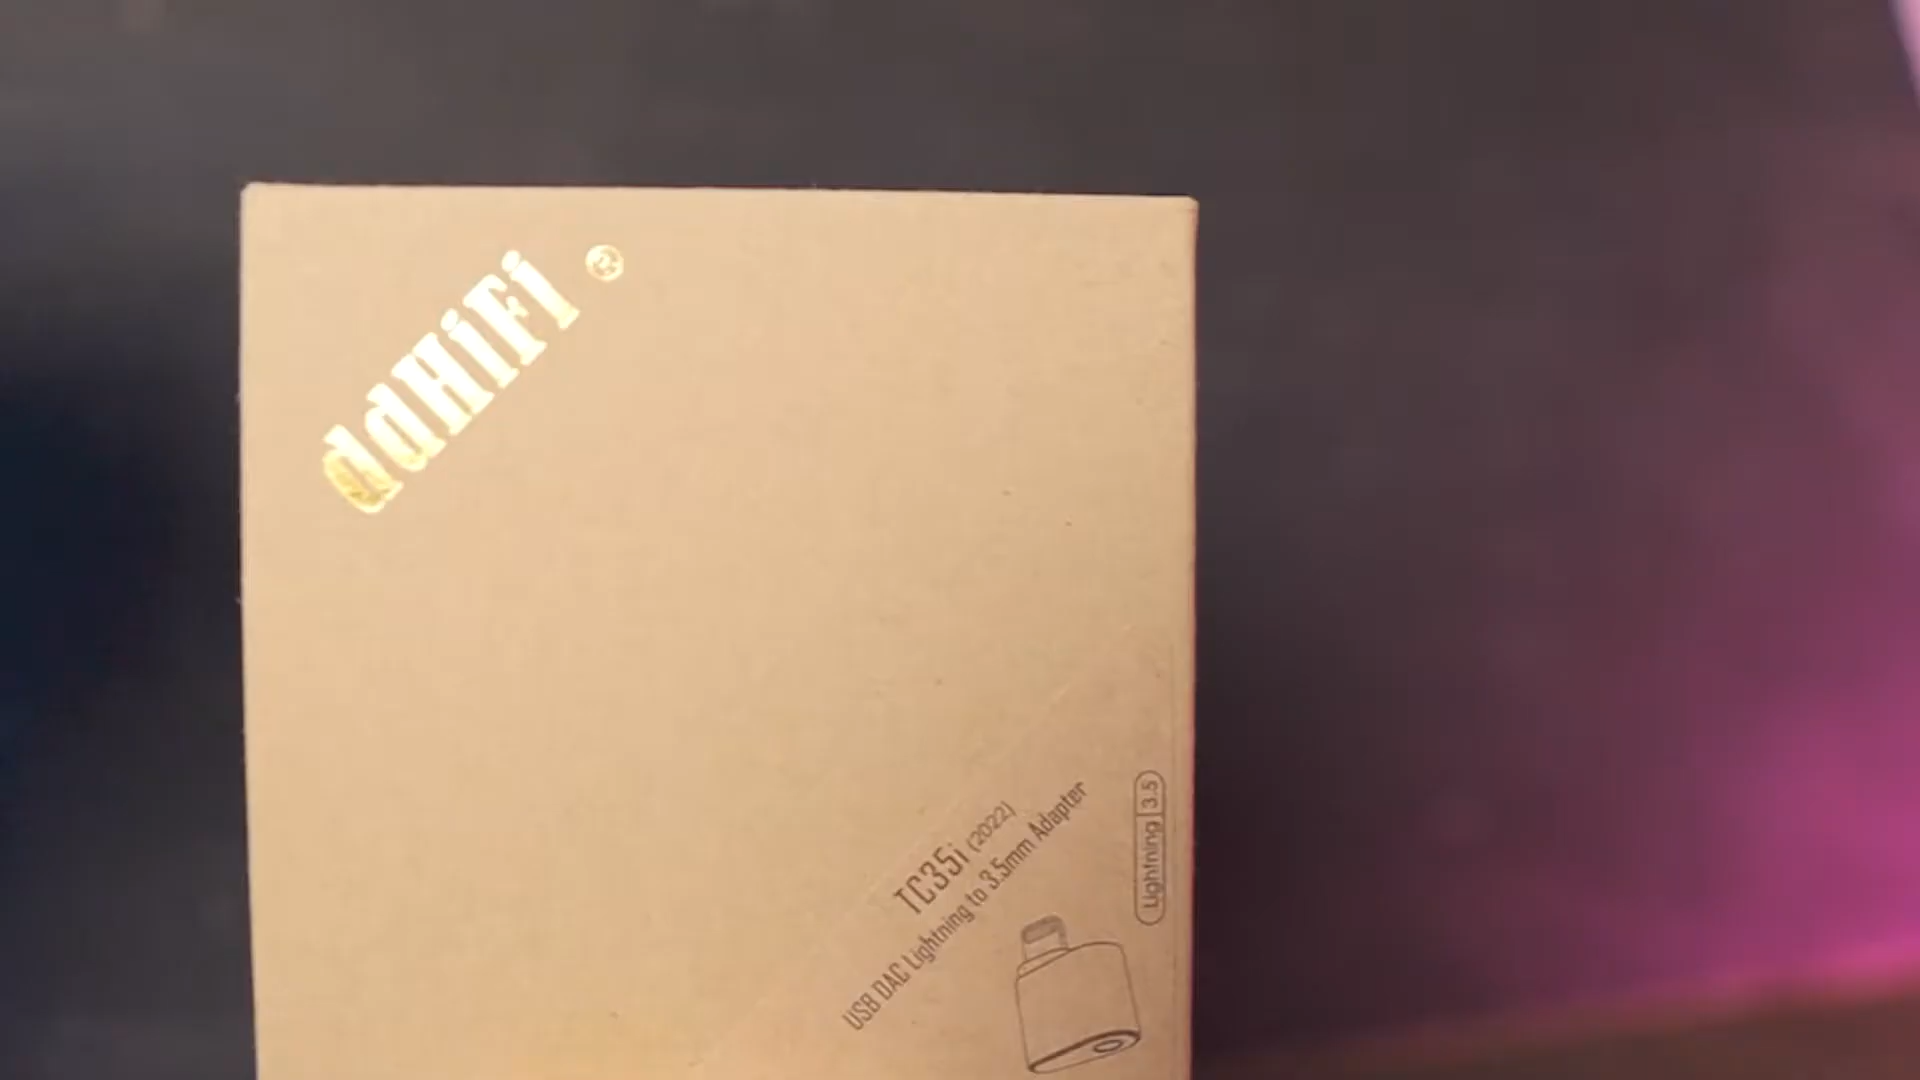 ddHiFi ®
TC35i (2022)
USB DAC Lightning to 3.5mm Adapter
Lightning 3.5